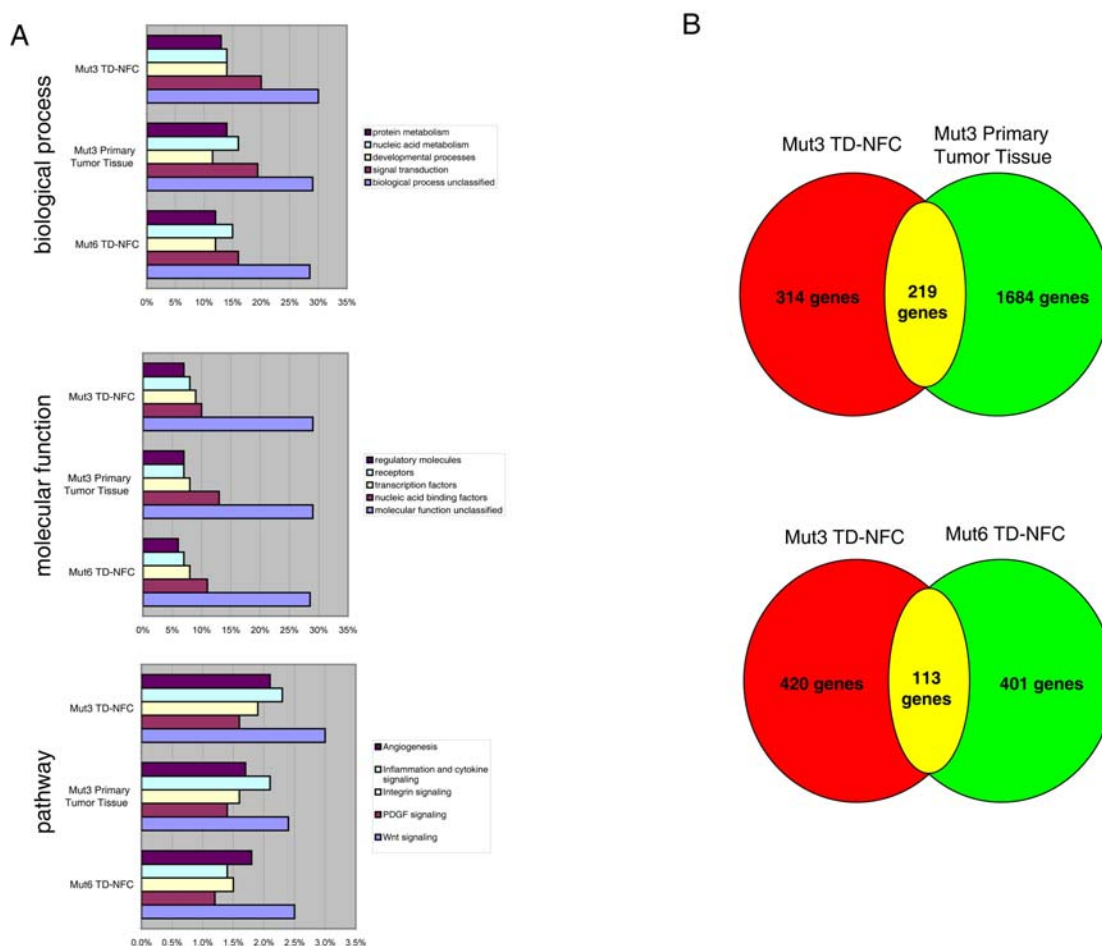 A
biological process
Mut3 TD-NFC
Mut3 Primary
Tumor Tissue
Mut6 TD-NFC
0% 5% 10% 15% 20% 25% 30% 35%
protein metabolism
nucleic acid metabolism
developmental processes
signal transduction
biological process unclassified
molecular function
Mut3 TD-NFC
Mut3 Primary
Tumor Tissue
Mut6 TD-NFC
0% 5% 10% 15% 20% 25% 30% 35%
regulatory molecules
receptors
transcription factors
nucleic acid binding factors
molecular function unclassified
pathway
Mut3 TD-NFC
Mut3 Primary
Tumor Tissue
Mut6 TD-NFC
0.0% 0.5% 1.0% 1.5% 2.0% 2.5% 3.0% 3.5%
Angiogenesis
Inflammation and cytokine
signaling
Integrin signaling
PDGF signaling
Wnt signaling
B
Mut3 TD-NFC
Mut3 Primary
Tumor Tissue
314 genes
219
genes
1684 genes
Mut3 TD-NFC
Mut6 TD-NFC
420 genes
113
genes
401 genes